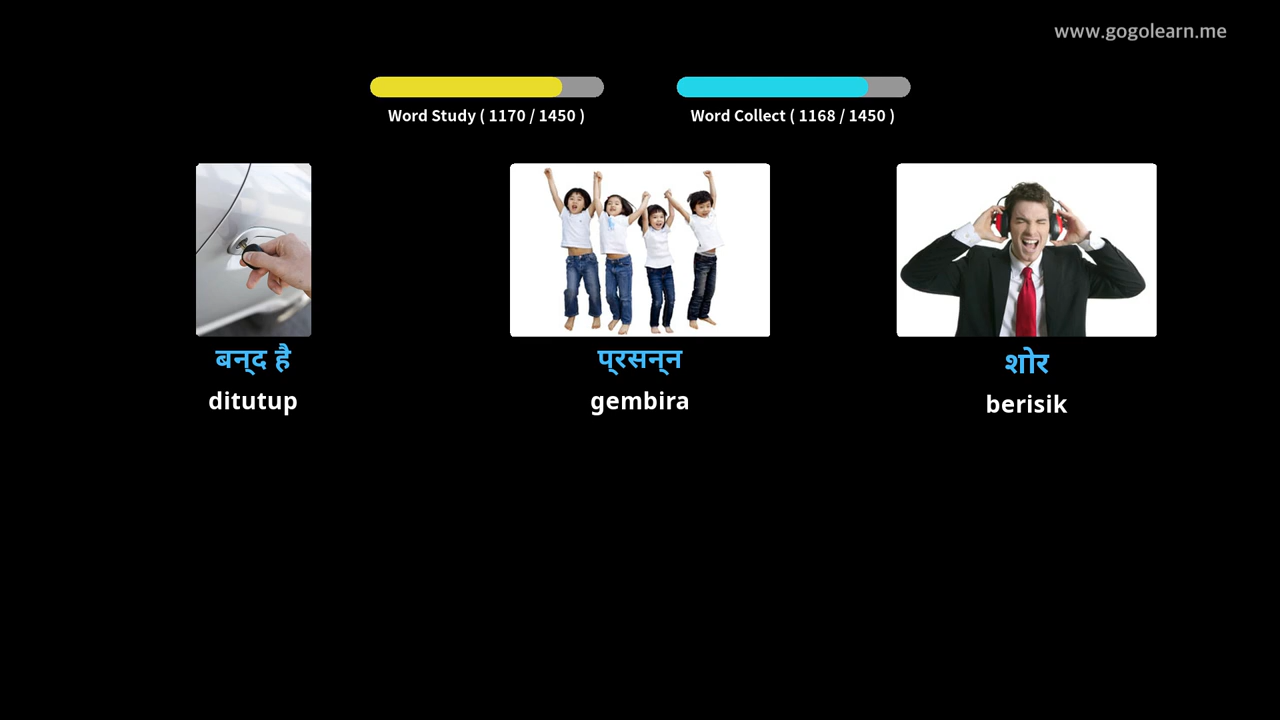 www.gogolearn.me
Word Study ( 1170 / 1450 )
Word Collect ( 1168 / 1450 )
बन्द है
ditutup
प्रसन्न
gembira
शोर
berisik